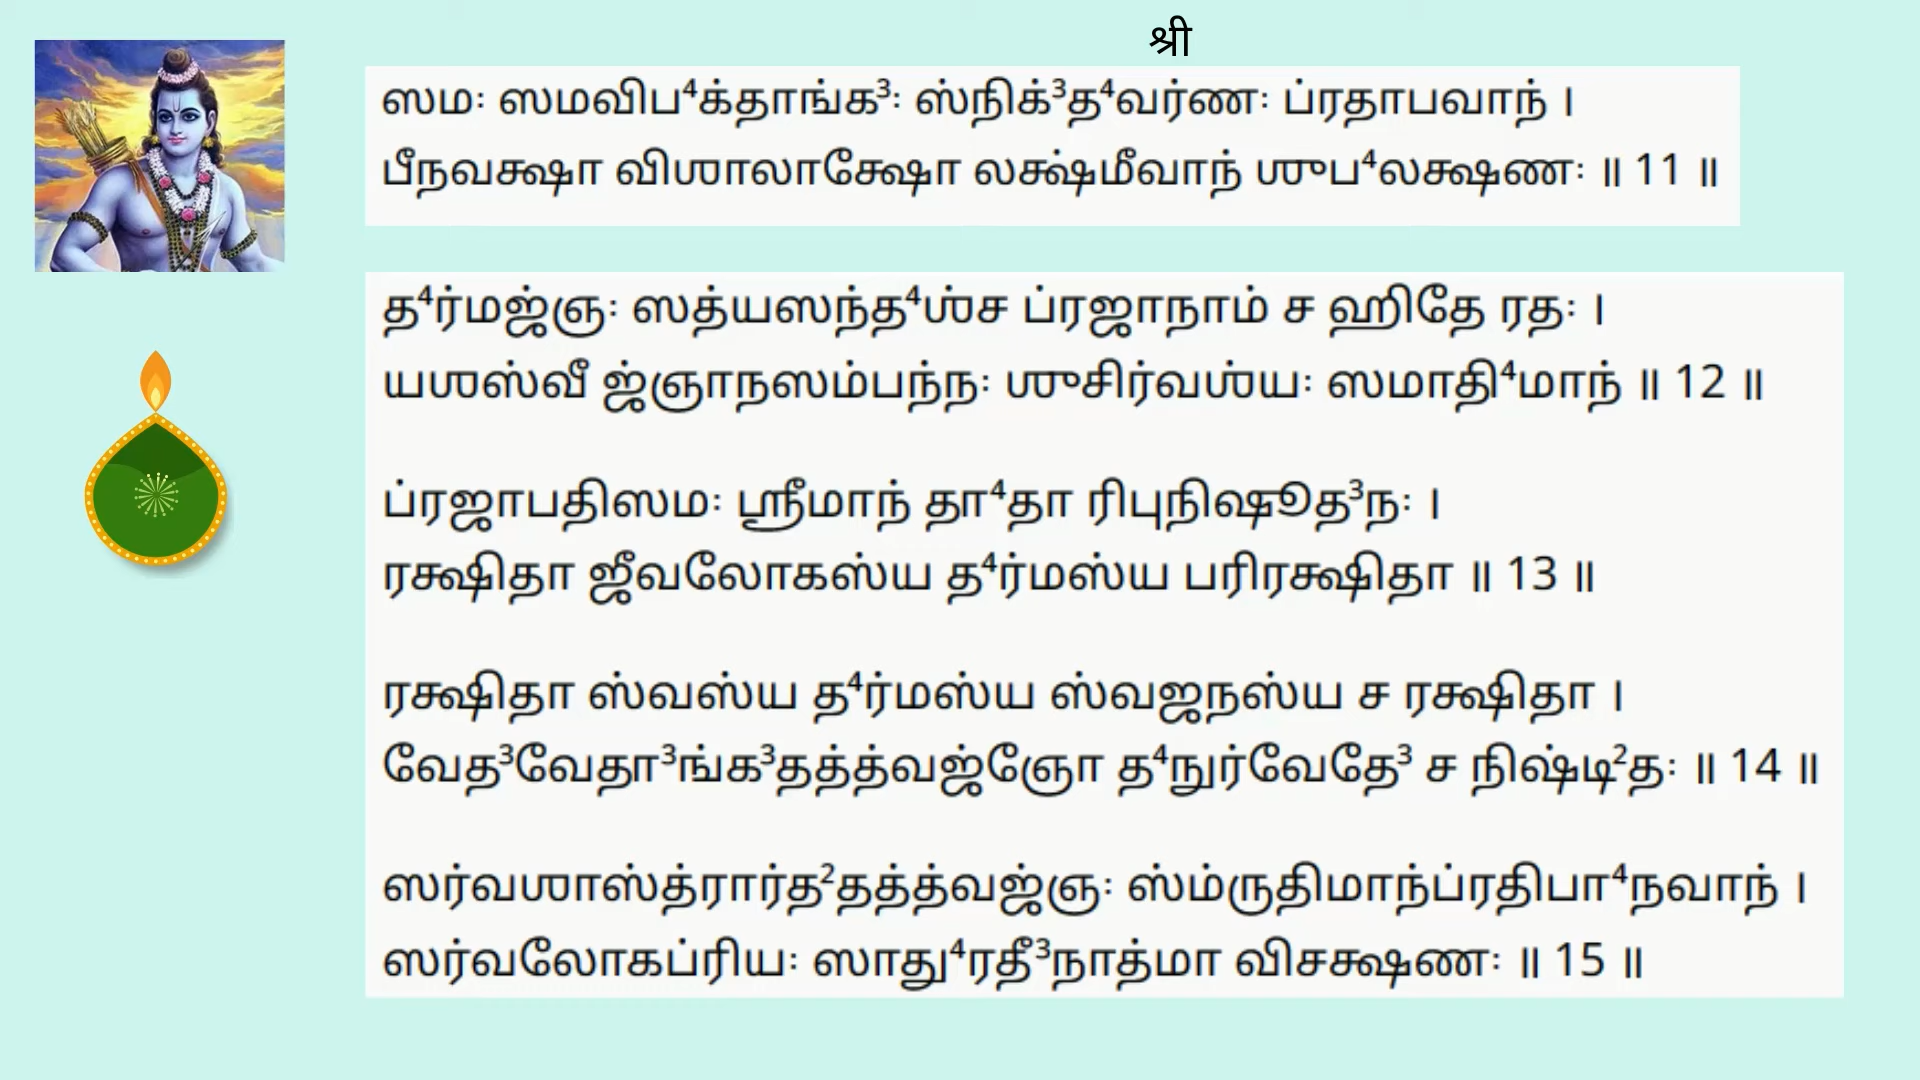 श्री
ஸம꞉ ஸமவிப⁴க்தாங்க³꞉ ஸ்நிக்³த⁴வர்ண꞉ ப்ரதாபவாந் ।
பீநவக்ஷா விஶாலாக்ஷோ லக்ஷ்மீவாந் ஶுப⁴லக்ஷண꞉ ॥ 11 ॥
த⁴ர்மஜ்ஞ꞉ ஸத்யஸந்த⁴ஶ்ச ப்ரஜாநாம் ச ஹிதே ரத꞉ ।
யஶஸ்வீ ஜ்ஞாநஸம்பந்ந꞉ ஶுசிர்வஶ்ய꞉ ஸமாதி⁴மாந் ॥ 12 ॥
ப்ரஜாபதிஸம꞉ ஶ்ரீமாந் தா⁴தா ரிபுநிஷூத³ந꞉ ।
ரக்ஷிதா ஜீவலோகஸ்ய த⁴ர்மஸ்ய பரிரக்ஷிதா ॥ 13 ॥
ரக்ஷிதா ஸ்வஸ்ய த⁴ர்மஸ்ய ஸ்வஜநஸ்ய ச ரக்ஷிதா ।
வேத³வேதா³ங்க³தத்த்வஜ்ஞோ த⁴நுர்வேதே³ ச நிஷ்டி²த꞉ ॥ 14 ॥
ஸர்வஶாஸ்த்ரார்த²தத்த்வஜ்ஞ꞉ ஸ்ம்ருதிமாந்ப்ரதிபா⁴நவாந் ।
ஸர்வலோகப்ரிய꞉ ஸாது⁴ரதீ³நாத்மா விசக்ஷண꞉ ॥ 15 ॥